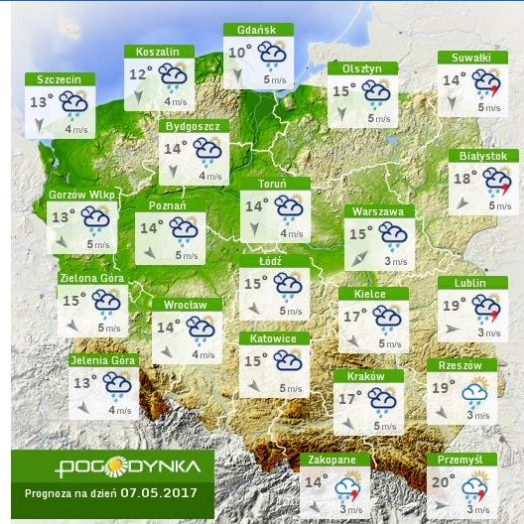 Gdańsk
10°
5 m/s
Koszalin
12°
4 m/s
Suwałki
14°
5 m/s
Olsztyn
15°
5 m/s
Szczecin
13°
4 m/s
Bydgoszcz
14°
4 m/s
Białystok
18°
5 m/s
Toruń
14°
4 m/s
Gorzów Wlkp
13°
5 m/s
Poznań
14°
5 m/s
Warszawa
15°
3 m/s
Łódź
15°
5 m/s
Zielona Góra
15°
5 m/s
Kielce
17°
5 m/s
Lublin
19°
3 m/s
Wrocław
14°
4 m/s
Katowice
15°
5 m/s
Jelenia Góra
13°
4 m/s
Kraków
17°
5 m/s
Rzeszów
19°
3 m/s
Zakopane
14°
3 m/s
Przemyśl
20°
3 m/s
POGODYNKA
Prognoza na dzień 07.05.2017